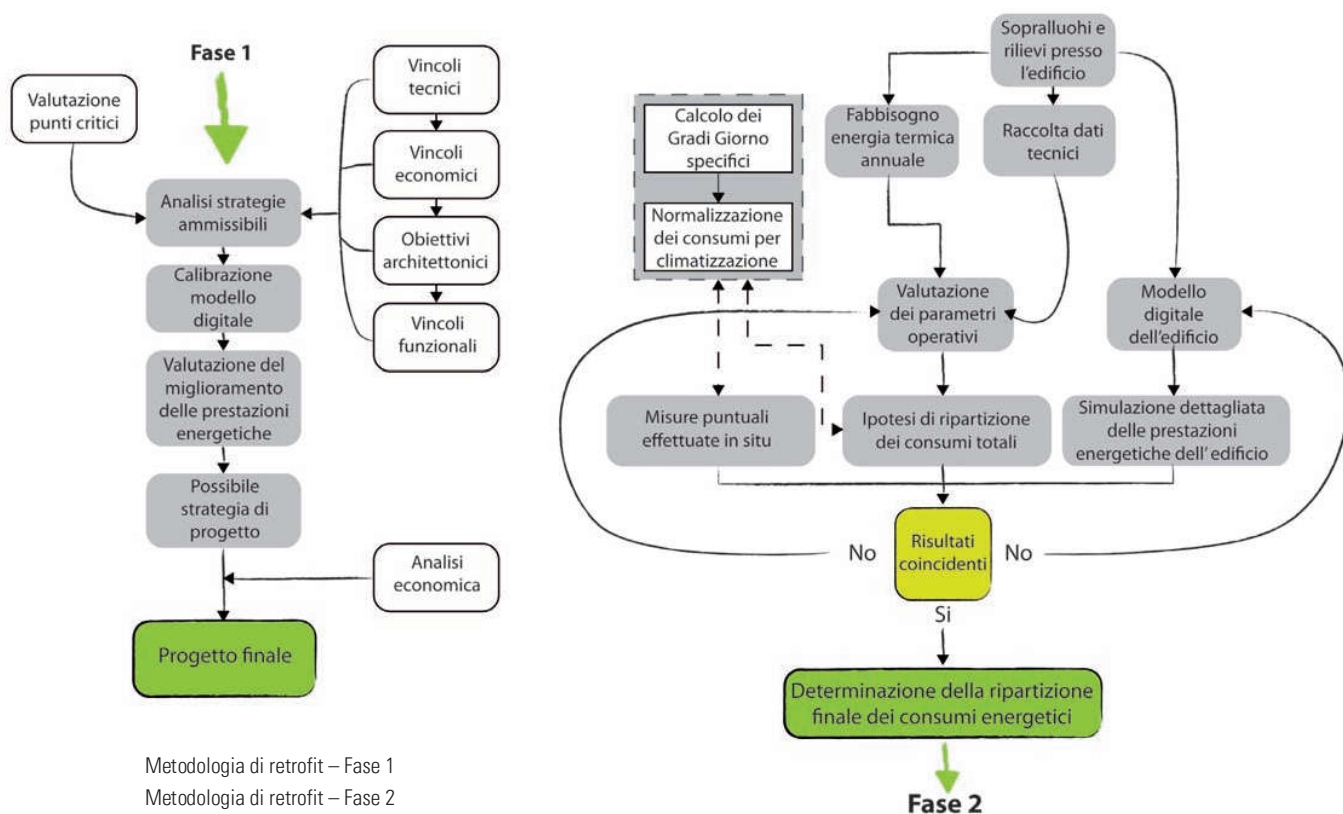 Fase 1
Valutazione
punti critici
Vincoli
tecnici
Vincoli
economici
Obiettivi
architettonici
Vincoli
funzionali
Analisi strategie
ammissibili
Calibrazione
modello
digitale
Valutazione del
miglioramento
delle prestazioni
energetiche
Possibile
strategia di
progetto
Analisi
economica
Progetto finale
Metodologia di retrofit – Fase 1
Metodologia di retrofit – Fase 2
Sopralluohi e
rilievi presso
l'edificio
Calcolo dei
Gradi Giorno
specifici
Normalizzazione
dei consumi per
climatizzazione
Fabbisogno
energia termica
annuale
Raccolta dati
tecnici
Valutazione
dei parametri
operativi
Modello
digitale
dell'edificio
Misure puntuali
effettuate in situ
Ipotesi di ripartizione
dei consumi totali
Simulazione dettagliata
delle prestazioni
energetiche dell' edificio
No
Risultati
coincidenti
No
Si
Determinazione della ripartizione
finale dei consumi energetici
Fase 2